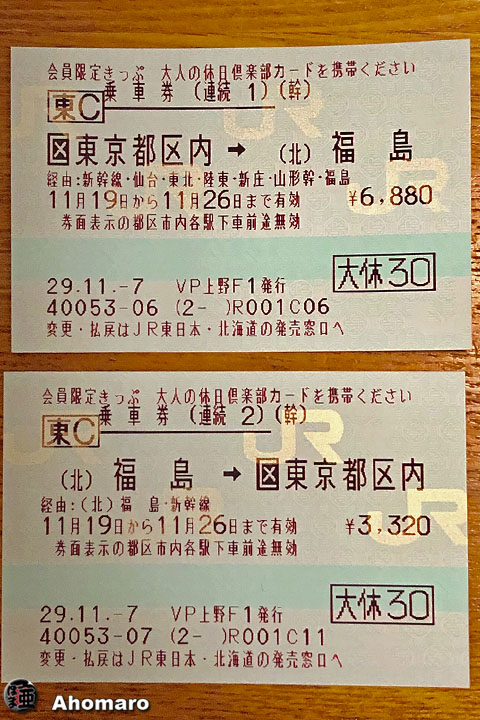 会員限定きっぷ 大人の休日倶楽部カードを携帯ください
東C 乗車券 (連続 1) (幹)
区東京都区内 → (北) 福島
経由:新幹線・仙台・東北・陸東・新庄・山形幹・福島
11月19日から11月26日まで有効 ¥6,880
券面表示の都区市内各駅下車前途無効
大休30
29.11.-7 VP上野F1発行
40053-06 (2- )R001C06
変更・払戻はJR東日本・北海道の発売窓口へ
会員限定きっぷ 大人の休日倶楽部カードを携帯ください
東C 乗車券 (連続 2) (幹)
(北) 福島 → 区東京都区内
経由:(北)福島・新幹線
11月19日から11月26日まで有効 ¥3,320
券面表示の都区市内各駅下車前途無効
大休30
29.11.-7 VP上野F1発行
40053-07 (2- )R001C11
変更・払戻はJR東日本・北海道の発売窓口へ
Ahomaro